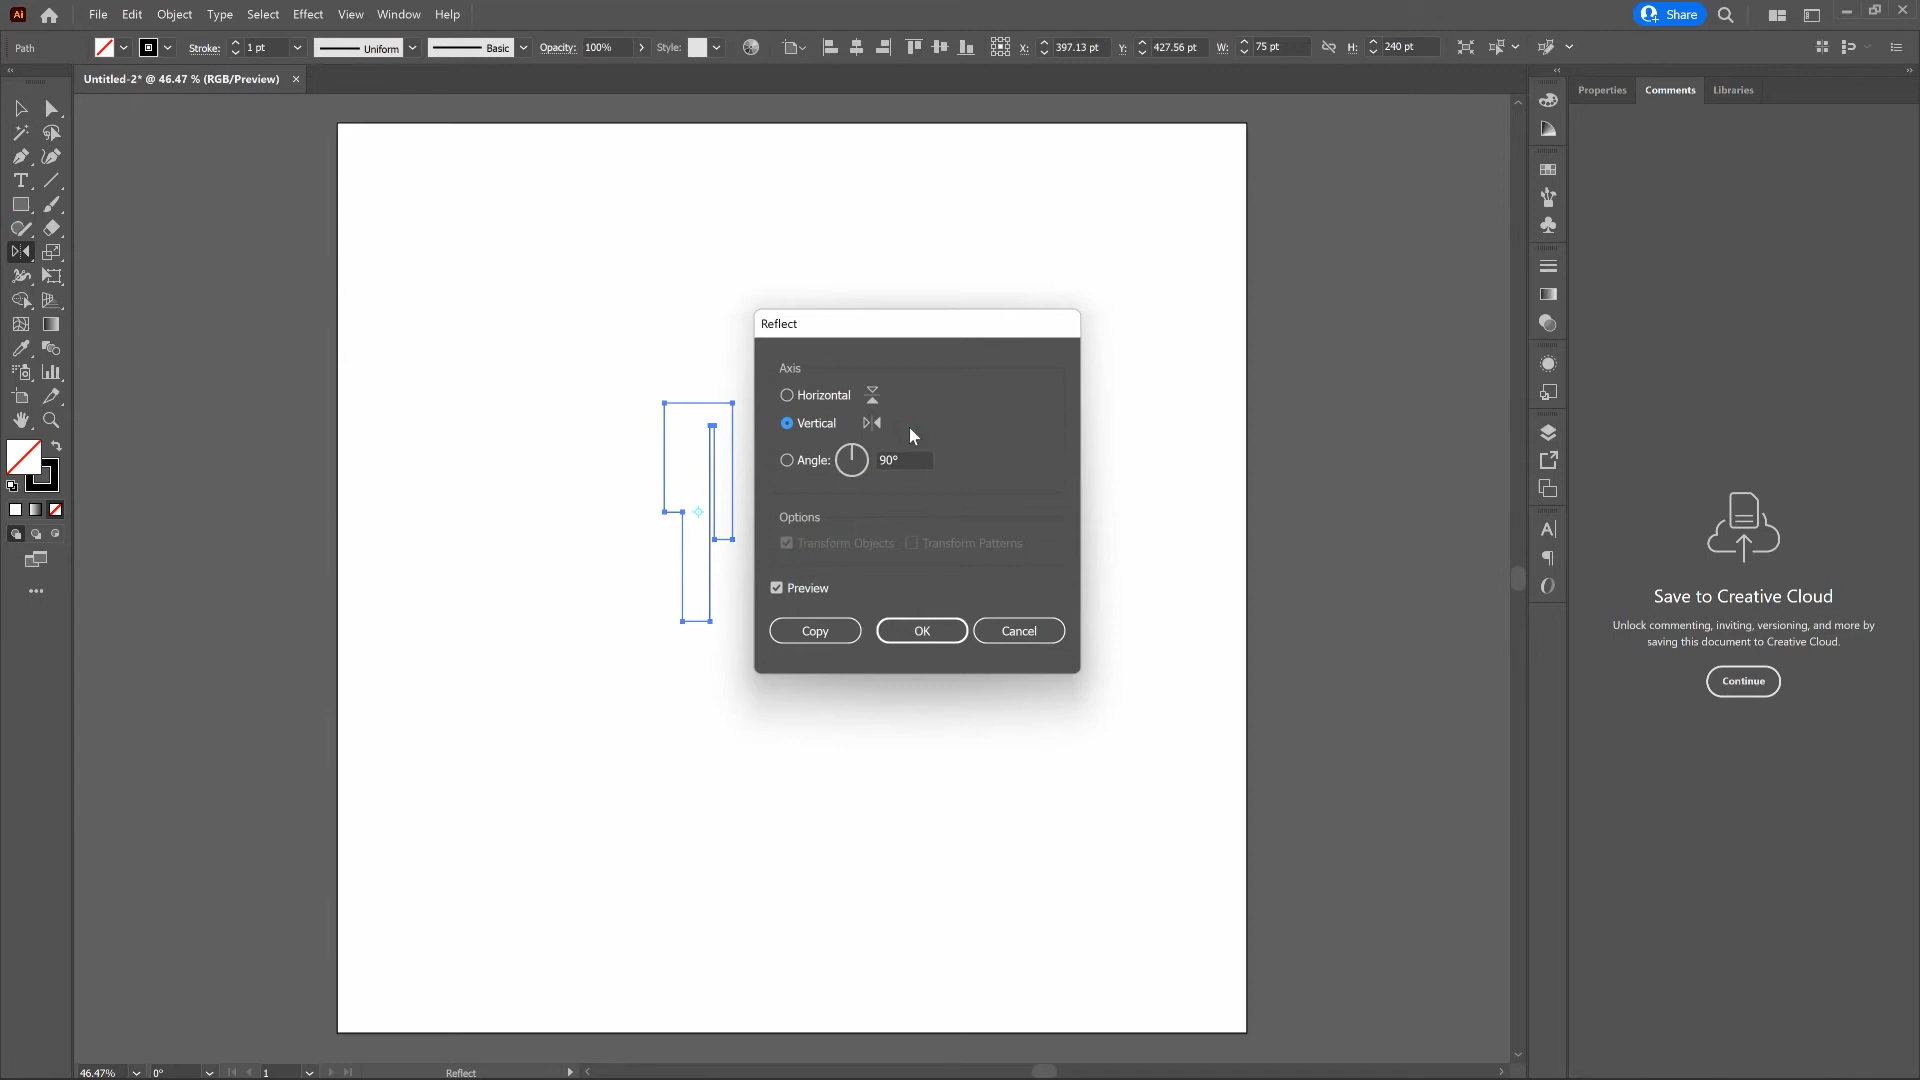 Ai File Edit Object Type Select Effect View Window Help Share
Path Stroke: 1 pt Uniform Basic Opacity: 100% Style: X: 397.13 pt Y: 427.56 pt W: 75 pt H: 240 pt
Untitled-2* @ 46.47 % (RGB/Preview) ×
Properties Comments Libraries
Reflect
Axis
Horizontal
Vertical
Angle: 90°
Options
Transform Objects Transform Patterns
Preview
Copy OK Cancel
Save to Creative Cloud
Unlock commenting, inviting, versioning, and more by
saving this document to Creative Cloud.
Continue
46.47% 0° 1 Reflect